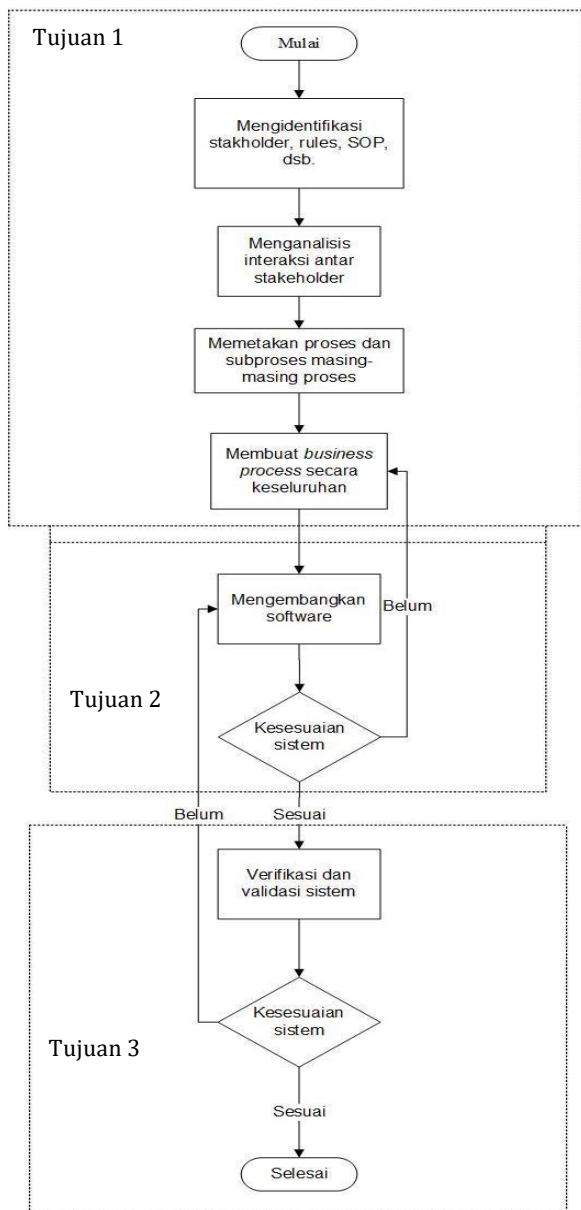 Tujuan 1
Mulai
Mengidentifikasi
stakholder, rules, SOP,
dsb.
Menganalisis
interaksi antar
stakeholder
Memetakan proses dan
subproses masing-
masing proses
Membuat business
process secara
keseluruhan
Mengembangkan
software
Belum
Tujuan 2
Kesesuaian
sistem
Belum
Sesuai
Verifikasi dan
validasi sistem
Kesesuaian
sistem
Tujuan 3
Sesuai
Selesai